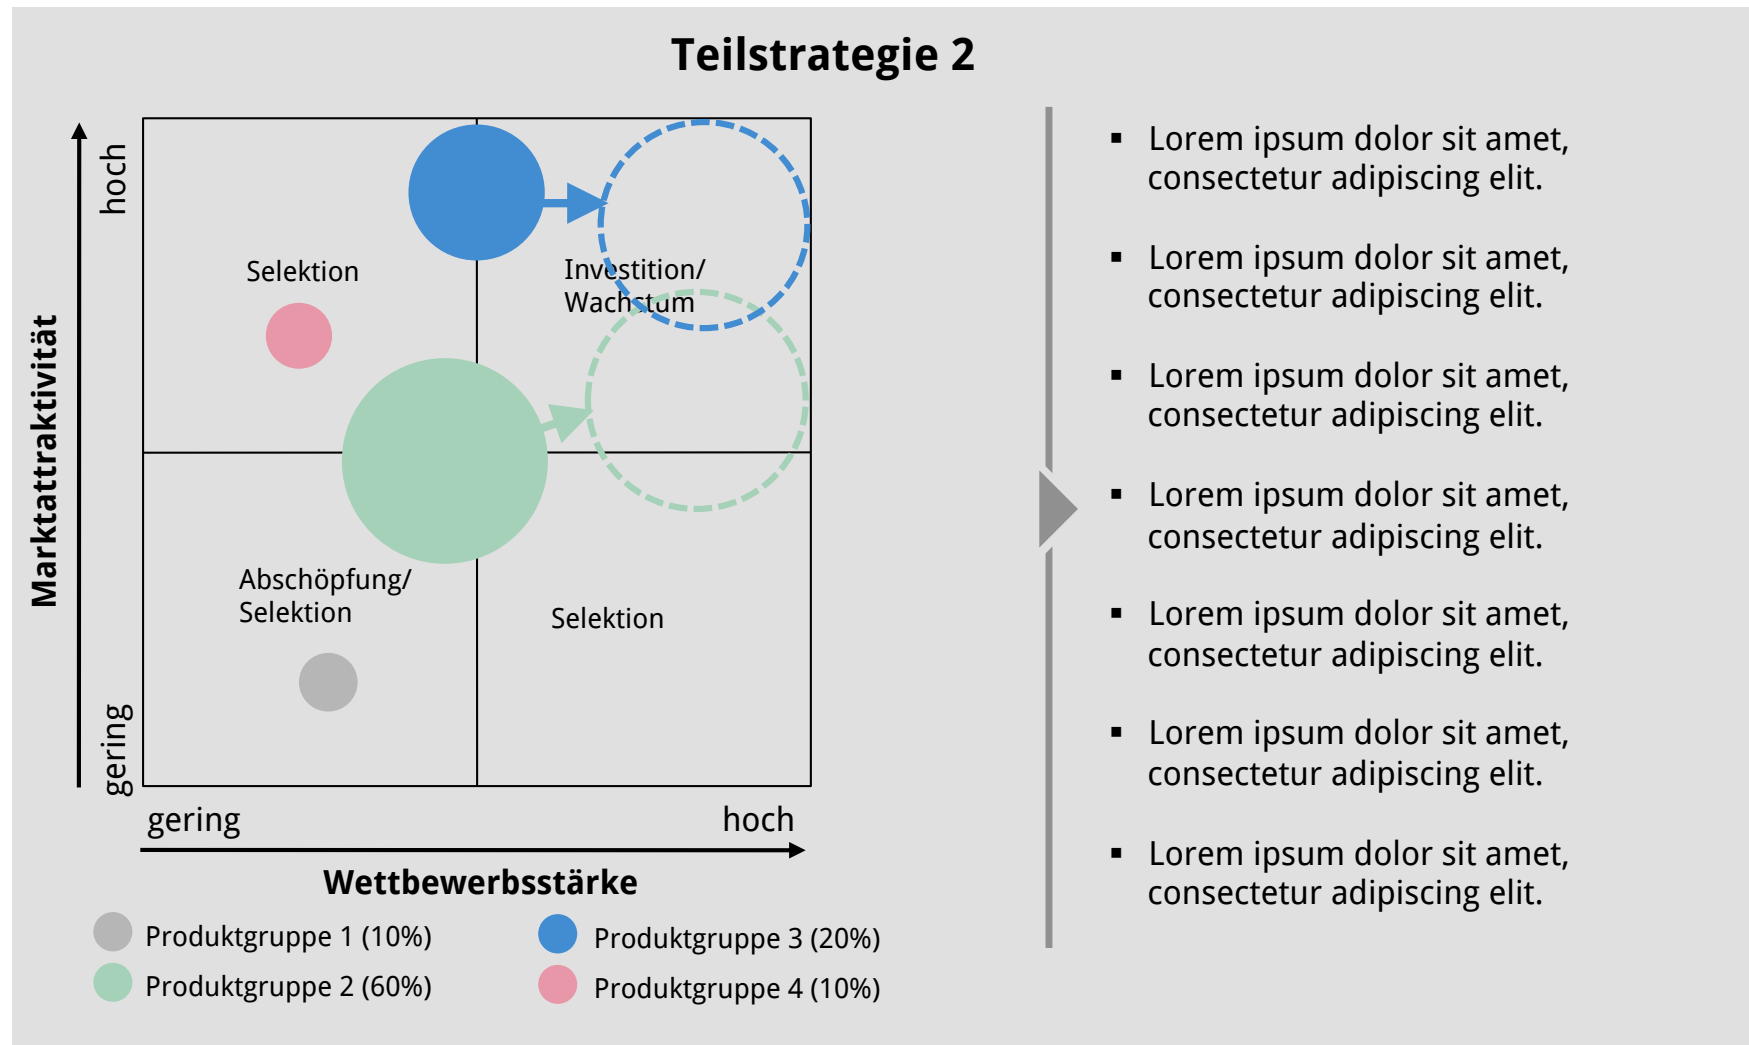 Teilstrategie 2
hoch
Marktattraktivität
gering
Selektion
Investition/
Wachstum
Abschöpfung/
Selektion
Selektion
gering
hoch
Wettbewerbsstärke
Produktgruppe 1 (10%)
Produktgruppe 3 (20%)
Produktgruppe 2 (60%)
Produktgruppe 4 (10%)
▪ Lorem ipsum dolor sit amet,
consectetur adipiscing elit.
▪ Lorem ipsum dolor sit amet,
consectetur adipiscing elit.
▪ Lorem ipsum dolor sit amet,
consectetur adipiscing elit.
▪ Lorem ipsum dolor sit amet,
consectetur adipiscing elit.
▪ Lorem ipsum dolor sit amet,
consectetur adipiscing elit.
▪ Lorem ipsum dolor sit amet,
consectetur adipiscing elit.
▪ Lorem ipsum dolor sit amet,
consectetur adipiscing elit.